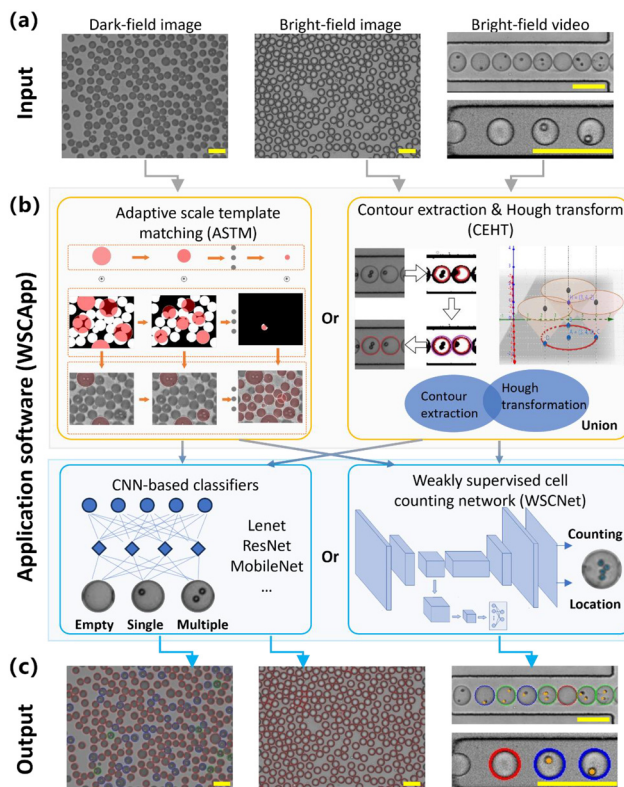 (a)
Input
Dark-field image
Bright-field image
Bright-field video
(b)
Application software (WSCApp)
Adaptive scale template
matching (ASTM)
Or
Contour extraction & Hough transform
(CEHT)
Contour
extraction
Hough
transformation
Union
CNN-based classifiers
Lenet
ResNet
MobileNet
...
Empty
Single
Multiple
Or
Weakly supervised cell
counting network (WSCNet)
Counting
Location
(c)
Output